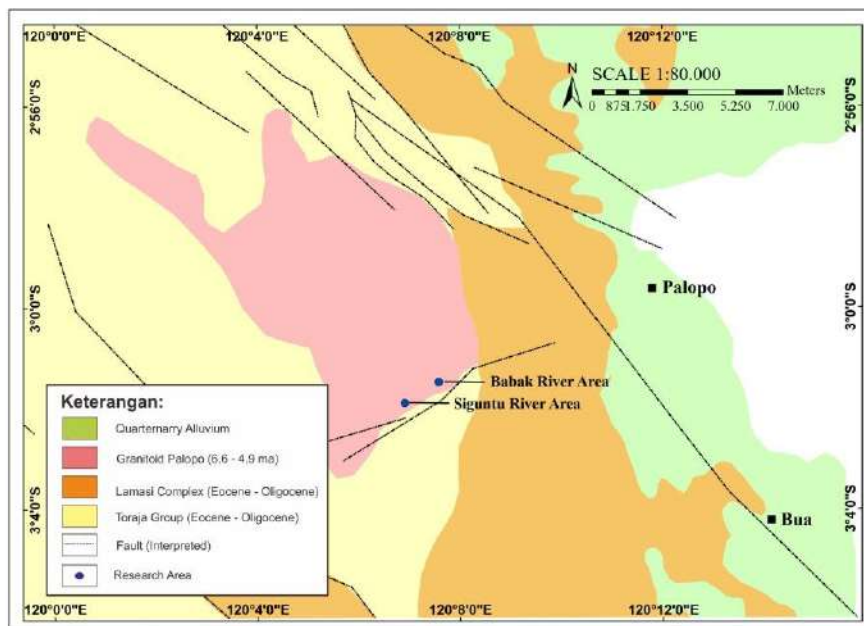 120°0'0"E 120°4'0"E 120°8'0"E 120°12'0"E
N
SCALE 1:80.000
Meters
0 875 1.750 3.500 5.250 7.000
2°56'0"S
2°56'0"S
3°0'0"S
3°0'0"S
Palopo
Babak River Area
Siguntu River Area
Keterangan:
Quarternarry Alluvium
Granitoid Palopo (6.6 - 4.9 ma)
Lamasi Complex (Eocene - Oligocene)
Toraja Group (Eocene - Oligocene)
Fault (Interpreted)
Research Area
3°4'0"S
3°4'0"S
Bua
120°0'0"E 120°4'0"E 120°8'0"E 120°12'0"E